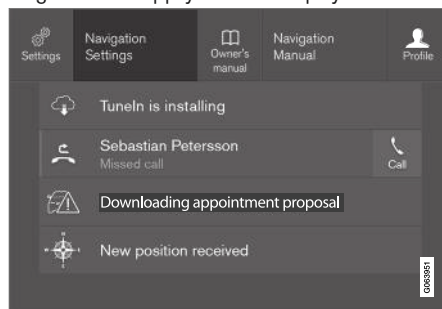 Navigation
Settings
Settings
Owner's
manual
Navigation
Manual
Profile
TuneIn is installing
Sebastian Petersson
Missed call
Call
Downloading appointment proposal
New position received
G063951